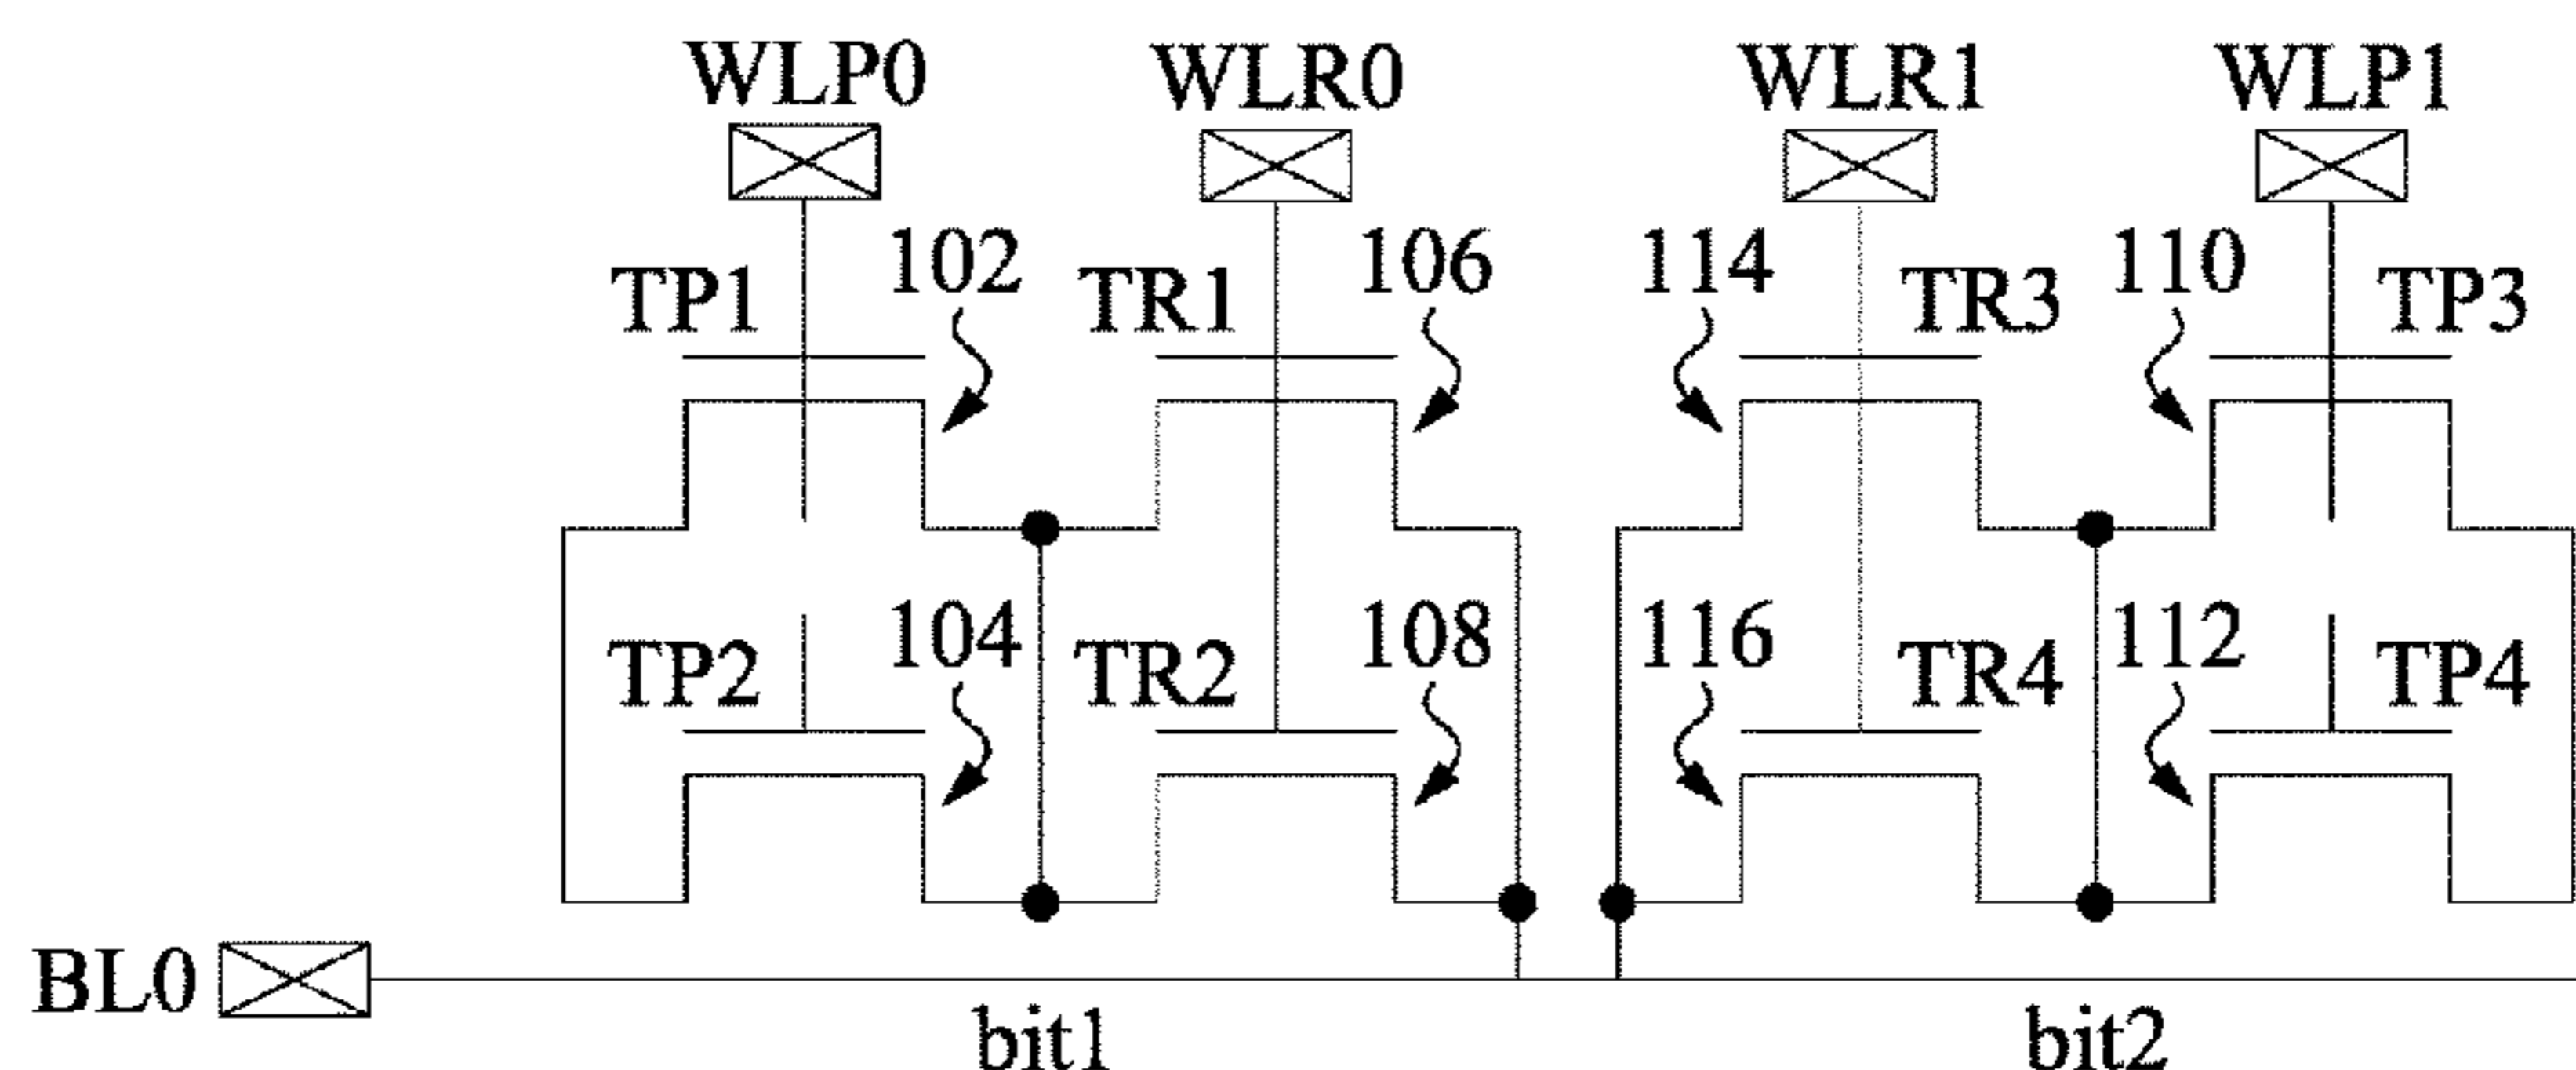 WLP0 WLR0 WLR1 WLP1
102 106 114 110
TP1 TR1 TR3 TP3
104 108 116 112
TP2 TR2 TR4 TP4
BL0
bit1 bit2